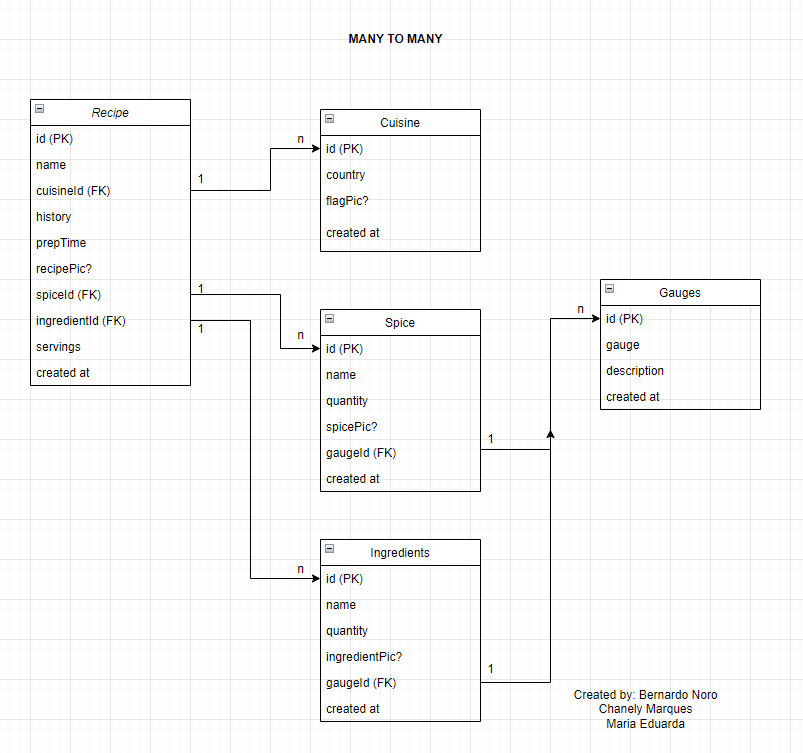 MANY TO MANY
Recipe
id (PK)
name
cuisineId (FK)
history
prepTime
recipePic?
spiceId (FK)
ingredientId (FK)
servings
created at
1
1
1
n
Cuisine
id (PK)
country
flagPic?
created at
n
Spice
id (PK)
name
quantity
spicePic?
gaugeId (FK)
created at
1
n
Ingredients
id (PK)
name
quantity
ingredientPic?
gaugeId (FK)
created at
1
n
Gauges
id (PK)
gauge
description
created at
Created by: Bernardo Noro
Chanely Marques
Maria Eduarda